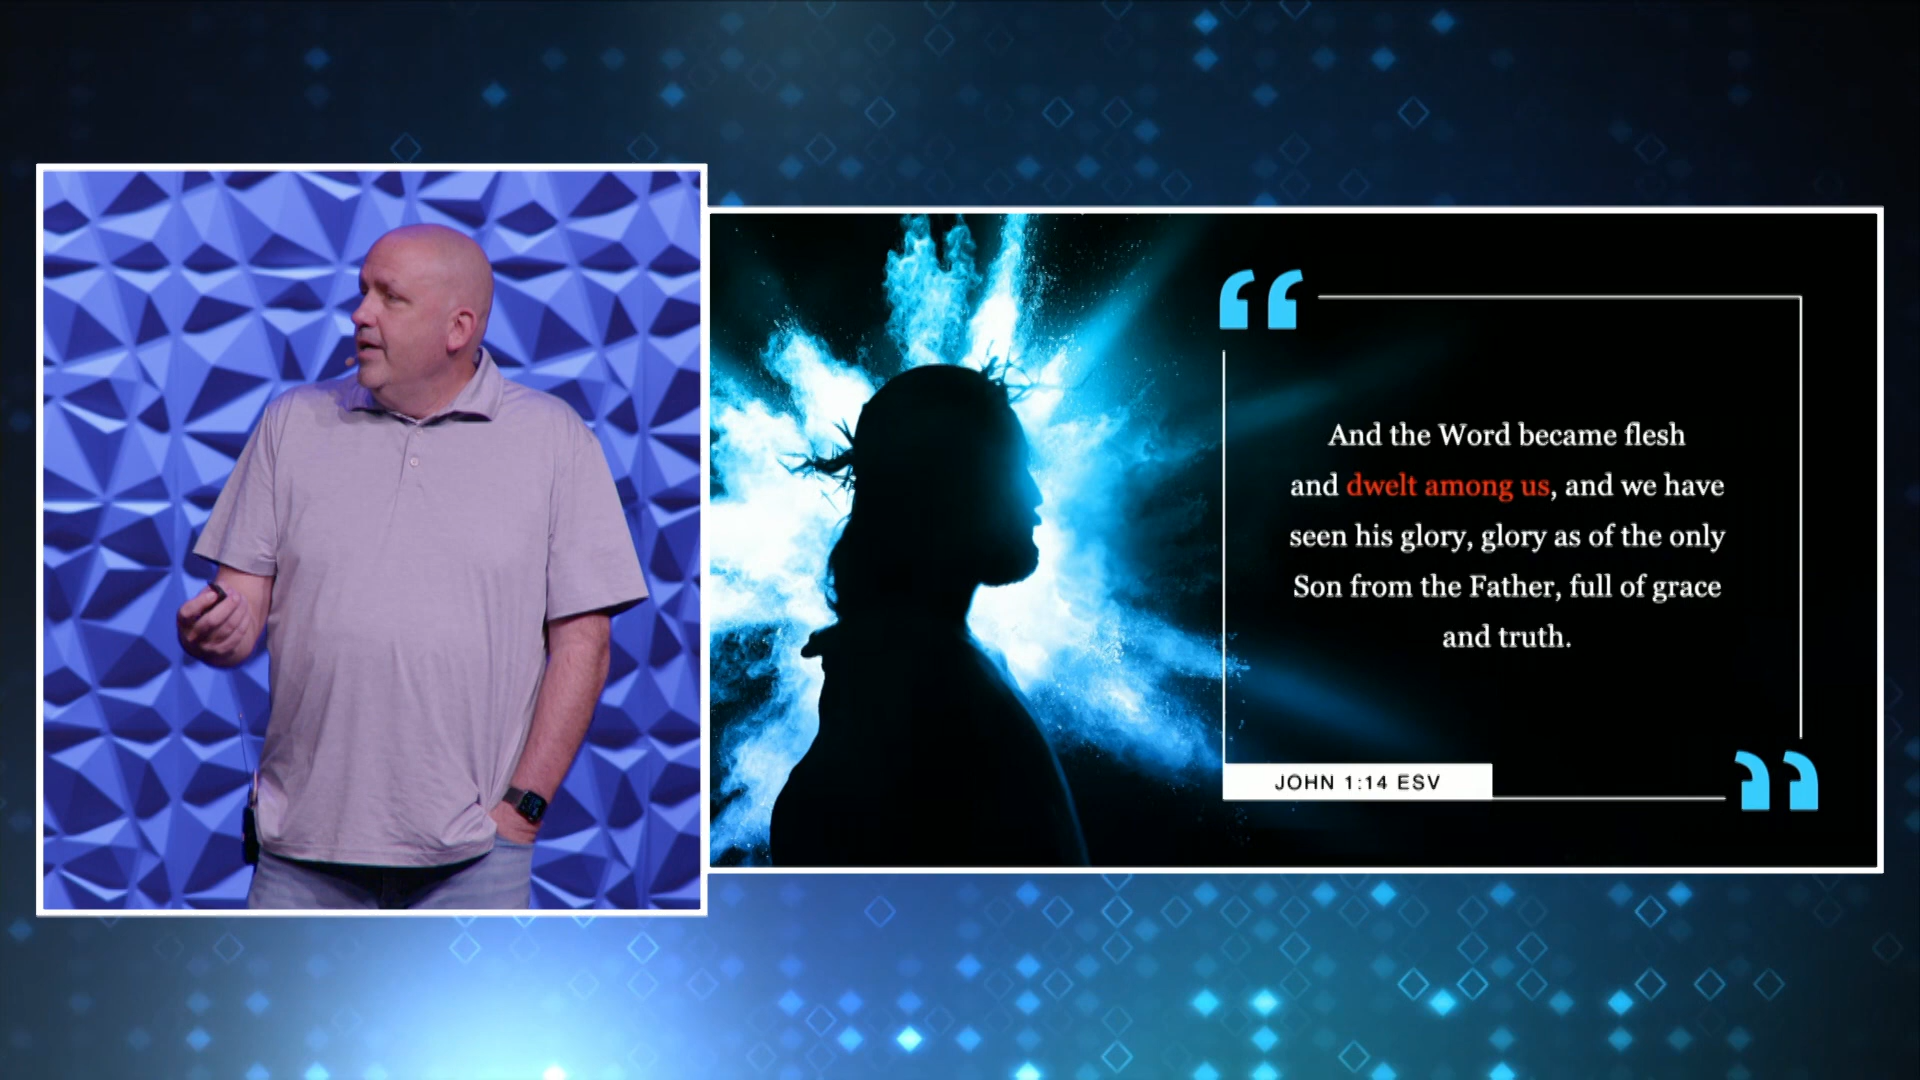 “
And the Word became flesh
and dwelt among us, and we have
seen his glory, glory as of the only
Son from the Father, full of grace
and truth.
”
JOHN 1:14 ESV